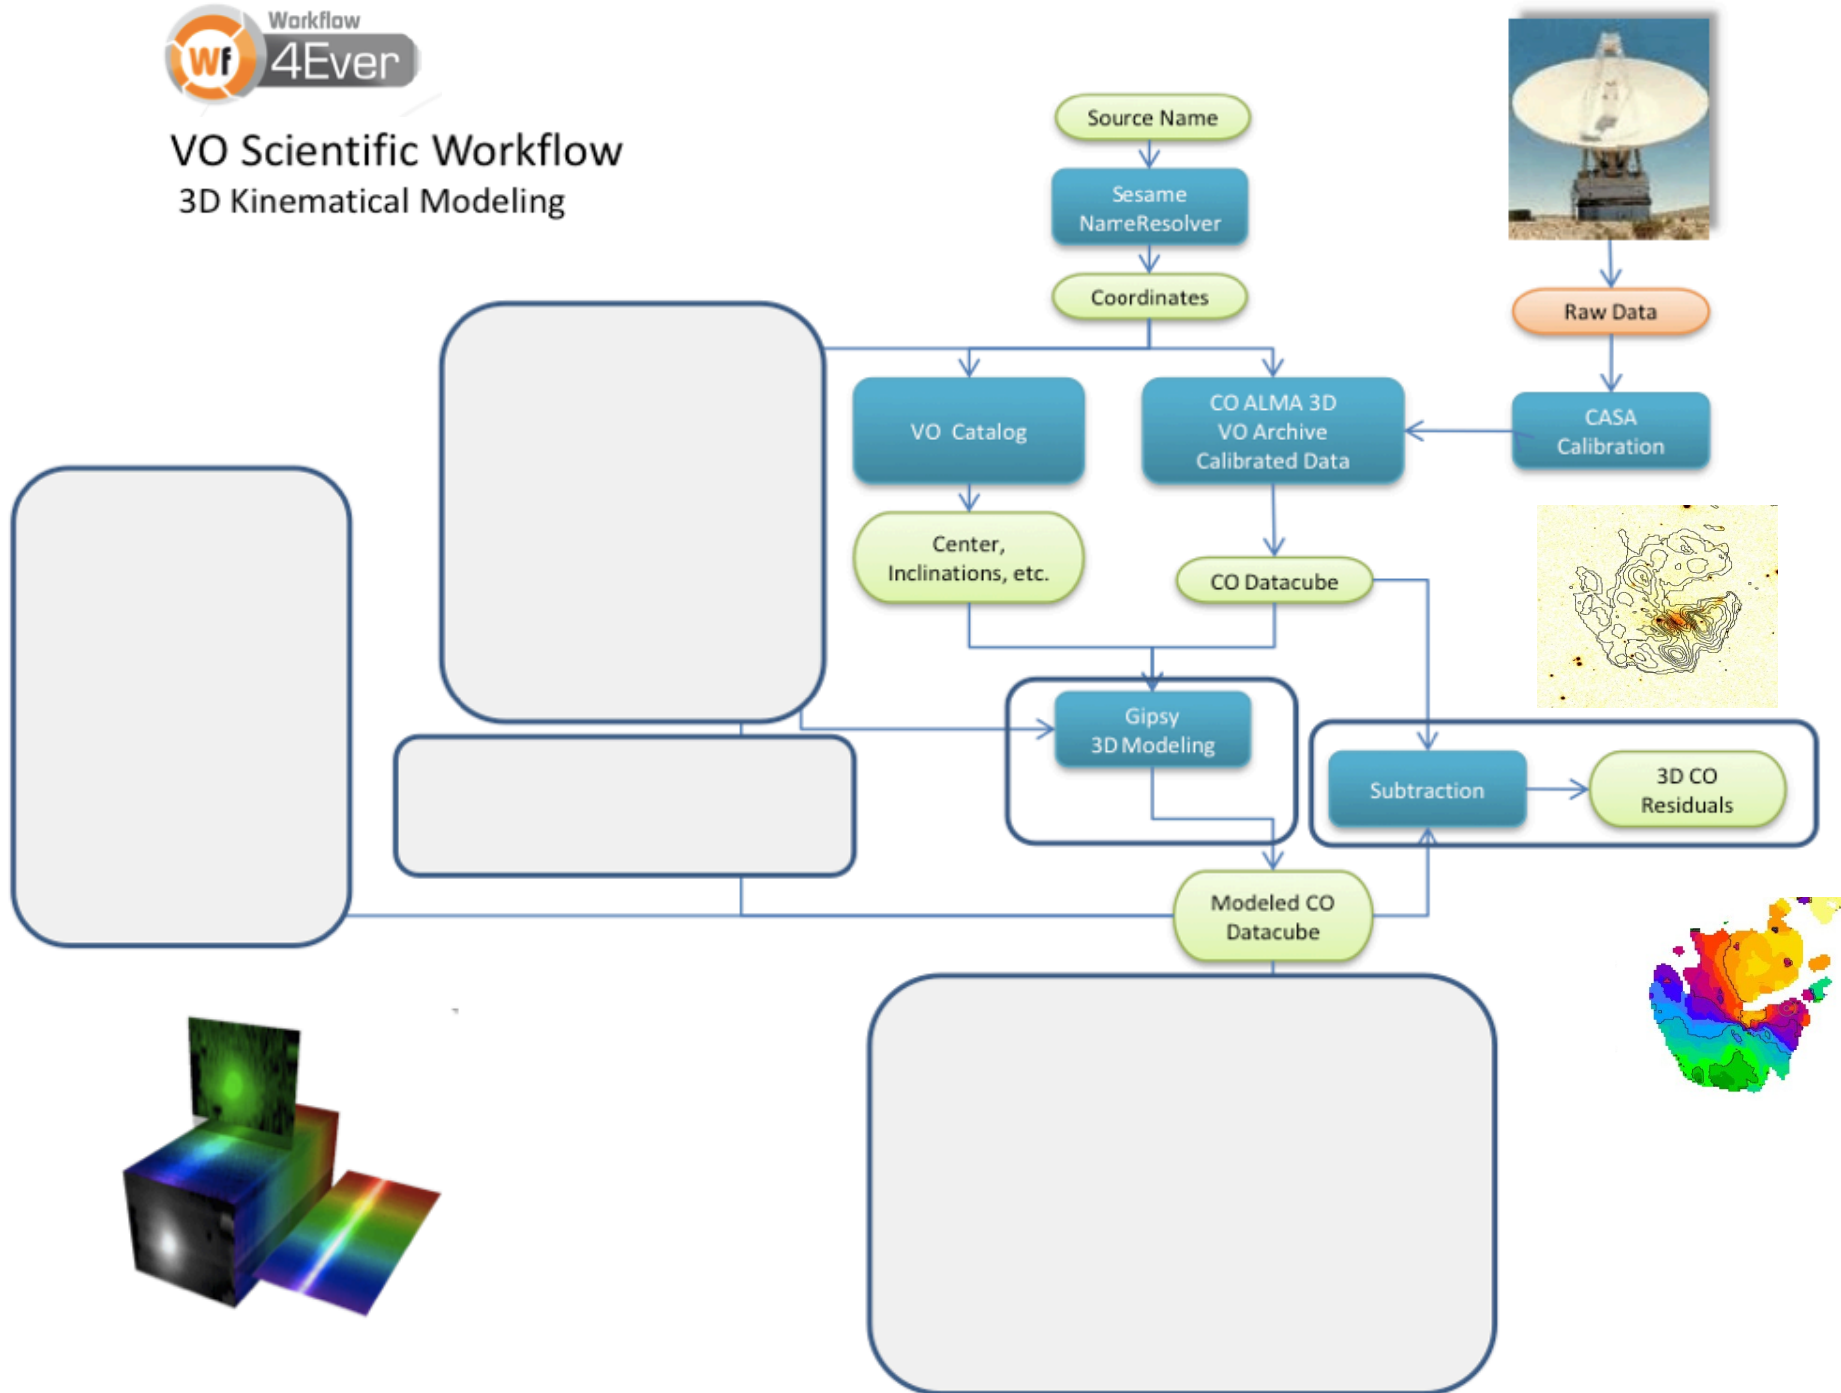 Workflow
Wf 4Ever
VO Scientific Workflow
3D Kinematical Modeling
Source Name
Sesame
NameResolver
Coordinates
Raw Data
VO Catalog
CO ALMA 3D
VO Archive
Calibrated Data
CASA
Calibration
Center,
Inclinations, etc.
CO Datacube
Gipsy
3D Modeling
Subtraction
3D CO
Residuals
Modeled CO
Datacube